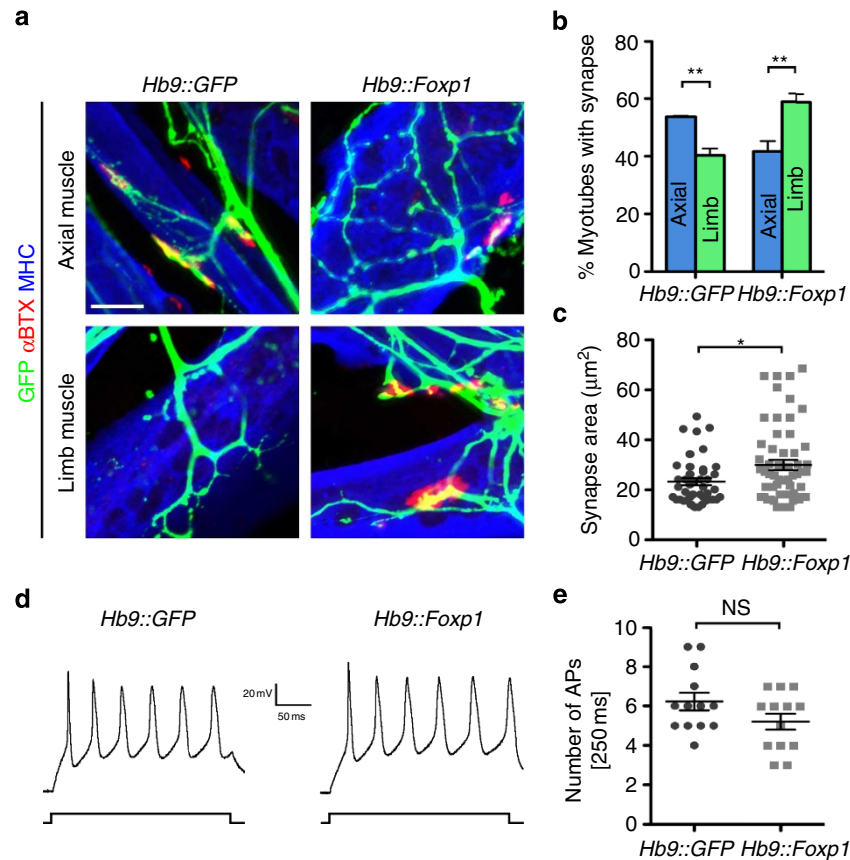 a
Hb9::GFP
Hb9::Foxp1
GFP αBTX MHC
Axial muscle
Limb muscle
b
% Myotubes with synapse
80
60
40
20
0
**
**
Axial
Limb
Axial
Limb
Hb9::GFP Hb9::Foxp1
c
Synapse area (μm²)
80
60
40
20
0
*
Hb9::GFP Hb9::Foxp1
d
Hb9::GFP
Hb9::Foxp1
20 mV
50 ms
e
Number of APs
[250 ms]
10
8
6
4
2
0
NS
Hb9::GFP Hb9::Foxp1